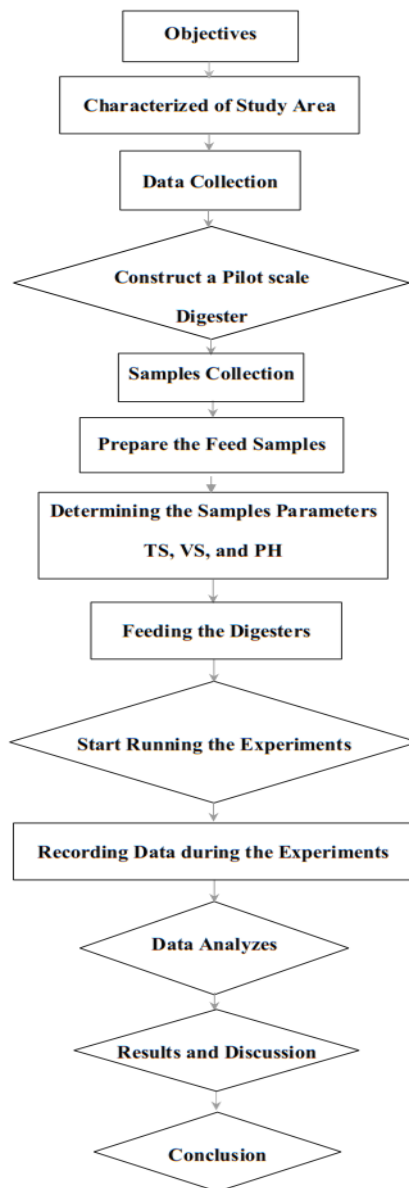 Objectives
Characterized of Study Area
Data Collection
Construct a Pilot scale
Digester
Samples Collection
Prepare the Feed Samples
Determining the Samples Parameters
TS, VS, and PH
Feeding the Digesters
Start Running the Experiments
Recording Data during the Experiments
Data Analyzes
Results and Discussion
Conclusion